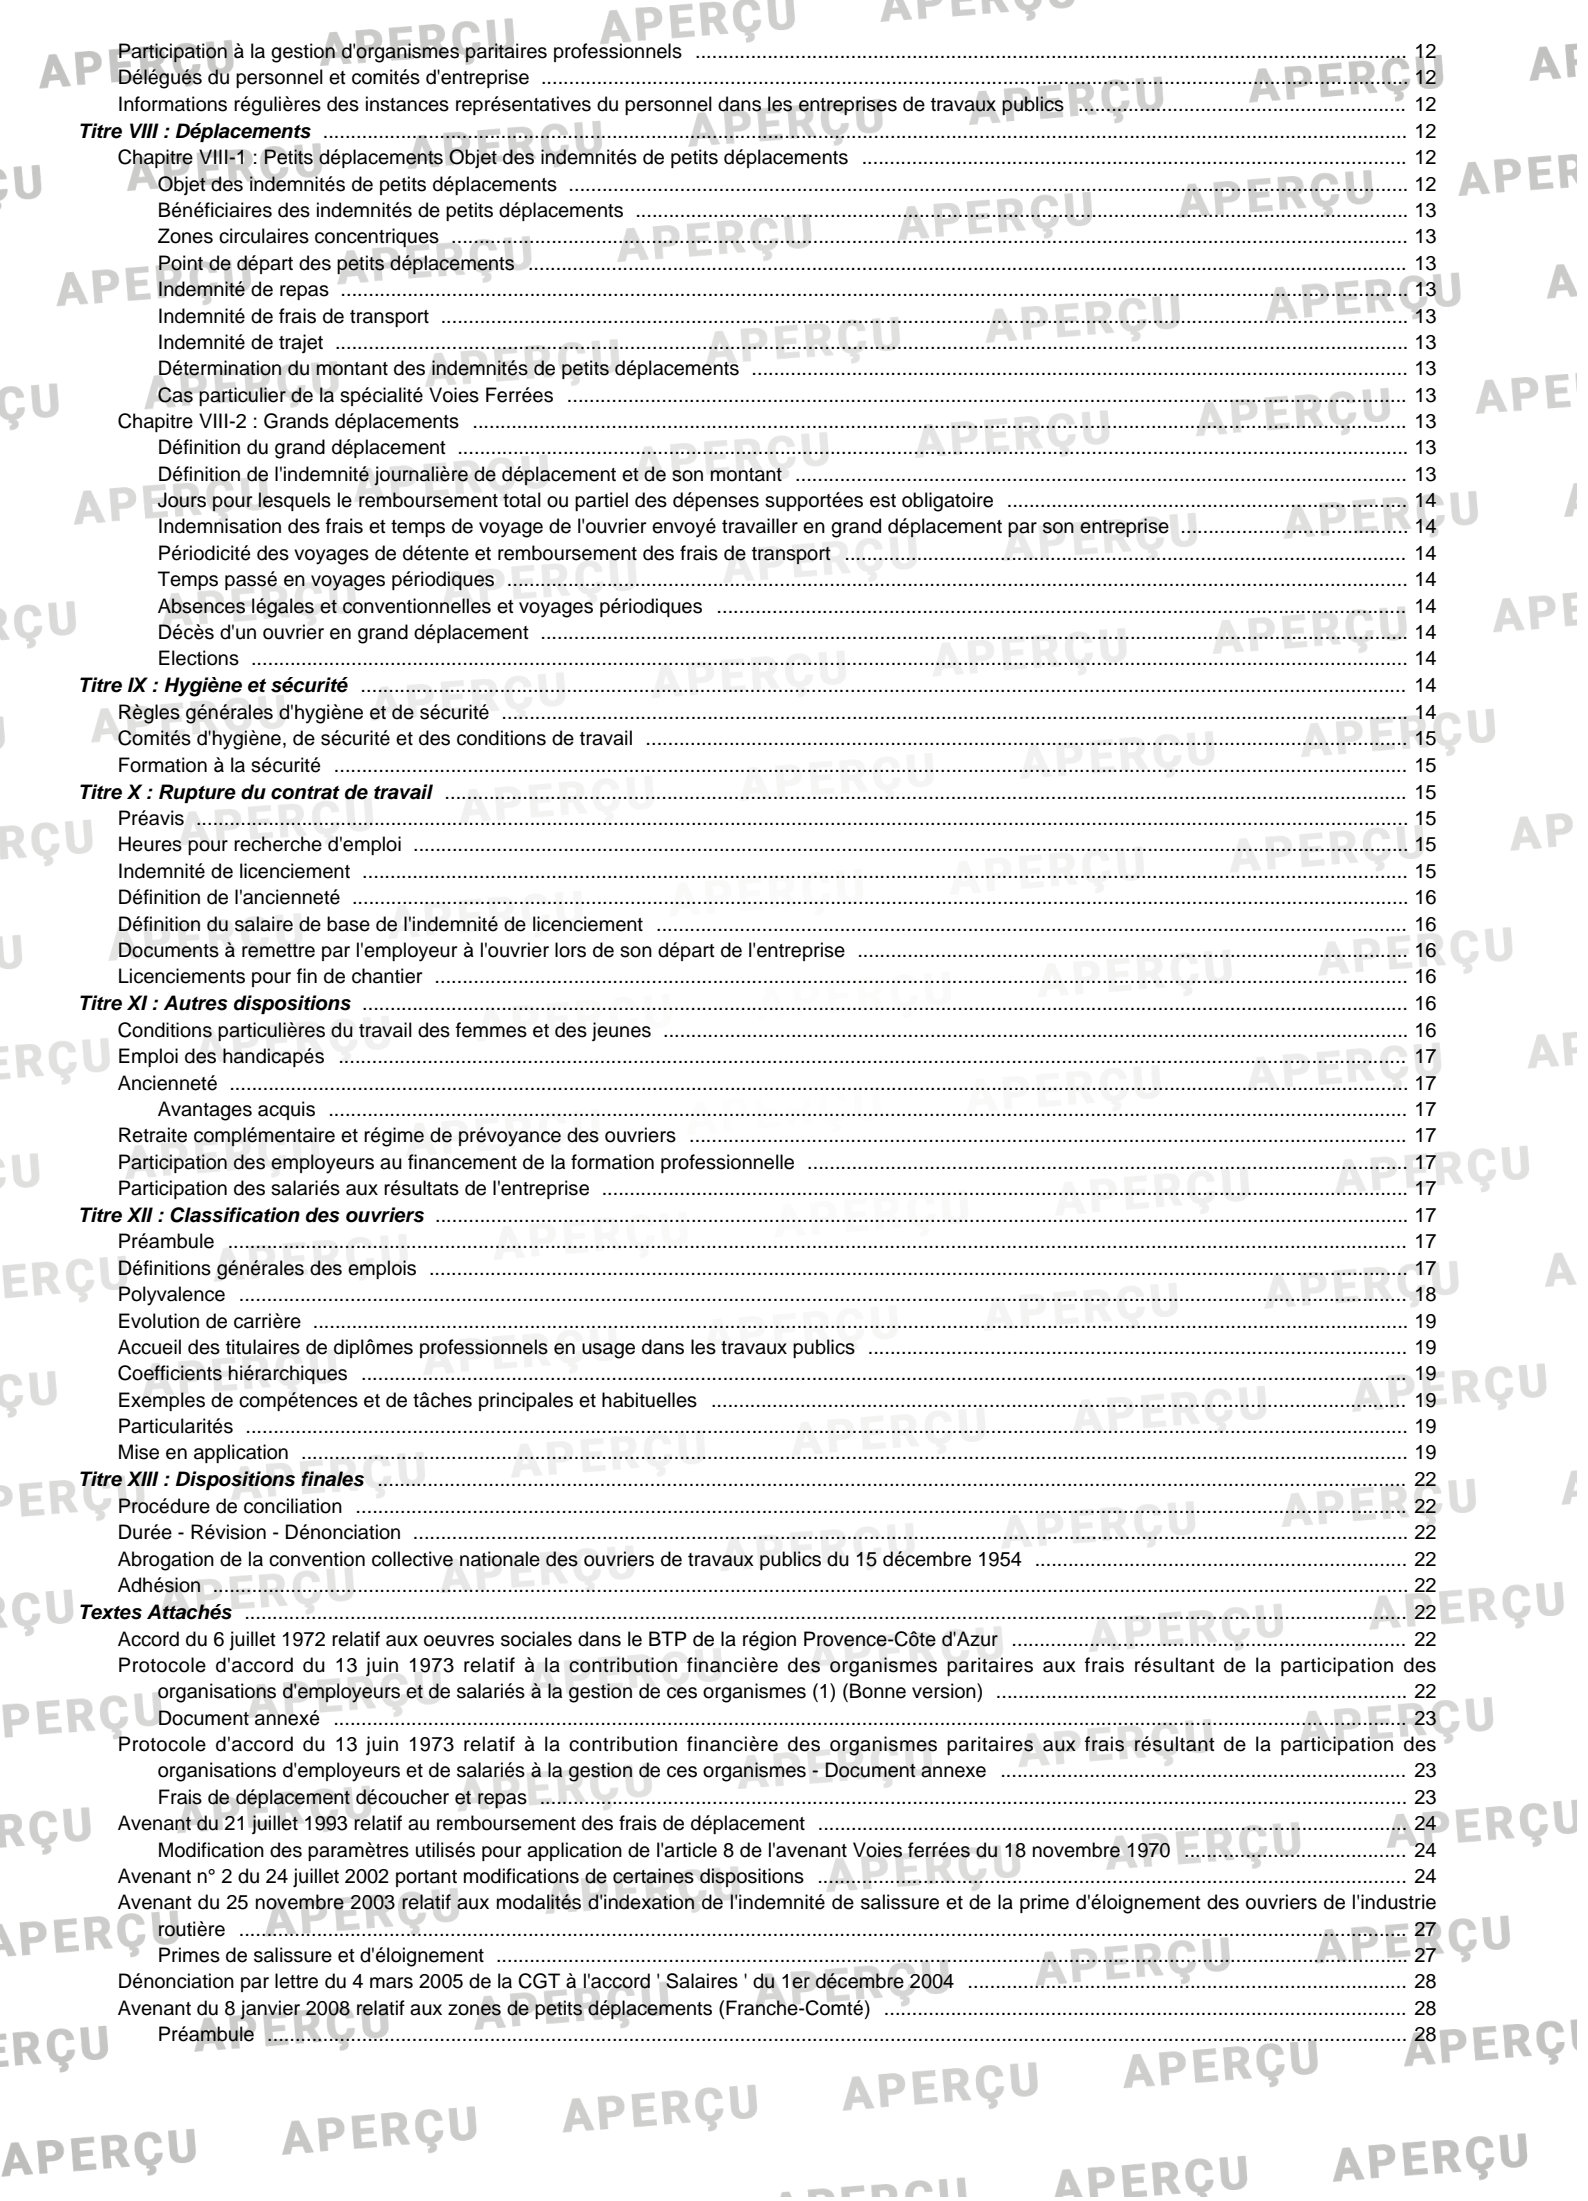 Participation à la gestion d'organismes paritaires professionnels ... 12
Délégués du personnel et comités d'entreprise ... 12
Informations régulières des instances représentatives du personnel dans les entreprises de travaux publics ... 12
Titre VIII : Déplacements ... 12
Chapitre VIII-1 : Petits déplacements Objet des indemnités de petits déplacements ... 12
Objet des indemnités de petits déplacements ... 12
Bénéficiaires des indemnités de petits déplacements ... 13
Zones circulaires concentriques ... 13
Point de départ des petits déplacements ... 13
Indemnité de repas ... 13
Indemnité de frais de transport ... 13
Indemnité de trajet ... 13
Détermination du montant des indemnités de petits déplacements ... 13
Cas particulier de la spécialité Voies Ferrées ... 13
Chapitre VIII-2 : Grands déplacements ... 13
Définition du grand déplacement ... 13
Définition de l'indemnité journalière de déplacement et de son montant ... 13
Jours pour lesquels le remboursement total ou partiel des dépenses supportées est obligatoire ... 14
Indemnisation des frais et temps de voyage de l'ouvrier envoyé travailler en grand déplacement par son entreprise ... 14
Périodicité des voyages de détente et remboursement des frais de transport ... 14
Temps passé en voyages périodiques ... 14
Absences légales et conventionnelles et voyages périodiques ... 14
Décès d'un ouvrier en grand déplacement ... 14
Elections ... 14
Titre IX : Hygiène et sécurité ... 14
Règles générales d'hygiène et de sécurité ... 14
Comités d'hygiène, de sécurité et des conditions de travail ... 15
Formation à la sécurité ... 15
Titre X : Rupture du contrat de travail ... 15
Préavis ... 15
Heures pour recherche d'emploi ... 15
Indemnité de licenciement ... 15
Définition de l'ancienneté ... 16
Définition du salaire de base de l'indemnité de licenciement ... 16
Documents à remettre par l'employeur à l'ouvrier lors de son départ de l'entreprise ... 16
Licenciements pour fin de chantier ... 16
Titre XI : Autres dispositions ... 16
Conditions particulières du travail des femmes et des jeunes ... 16
Emploi des handicapés ... 17
Ancienneté ... 17
Avantages acquis ... 17
Retraite complémentaire et régime de prévoyance des ouvriers ... 17
Participation des employeurs au financement de la formation professionnelle ... 17
Participation des salariés aux résultats de l'entreprise ... 17
Titre XII : Classification des ouvriers ... 17
Préambule ... 17
Définitions générales des emplois ... 17
Polyvalence ... 18
Evolution de carrière ... 19
Accueil des titulaires de diplômes professionnels en usage dans les travaux publics ... 19
Coefficients hiérarchiques ... 19
Exemples de compétences et de tâches principales et habituelles ... 19
Particularités ... 19
Mise en application ... 19
Titre XIII : Dispositions finales ... 22
Procédure de conciliation ... 22
Durée - Révision - Dénonciation ... 22
Abrogation de la convention collective nationale des ouvriers de travaux publics du 15 décembre 1954 ... 22
Adhésion ... 22
Textes Attachés ... 22
Accord du 6 juillet 1972 relatif aux oeuvres sociales dans le BTP de la région Provence-Côte d'Azur ... 22
Protocole d'accord du 13 juin 1973 relatif à la contribution financière des organismes paritaires aux frais résultant de la participation des
organisations d'employeurs et de salariés à la gestion de ces organismes (1) (Bonne version) ... 22
Document annexé ... 23
Protocole d'accord du 13 juin 1973 relatif à la contribution financière des organismes paritaires aux frais résultant de la participation des
organisations d'employeurs et de salariés à la gestion de ces organismes - Document annexe ... 23
Frais de déplacement découcher et repas ... 23
Avenant du 21 juillet 1993 relatif au remboursement des frais de déplacement ... 24
Modification des paramètres utilisés pour application de l'article 8 de l'avenant Voies ferrées du 18 novembre 1970 ... 24
Avenant n° 2 du 24 juillet 2002 portant modifications de certaines dispositions ... 24
Avenant du 25 novembre 2003 relatif aux modalités d'indexation de l'indemnité de salissure et de la prime d'éloignement des ouvriers de l'industrie
routière ... 27
Primes de salissure et d'éloignement ... 27
Dénonciation par lettre du 4 mars 2005 de la CGT à l'accord ' Salaires ' du 1er décembre 2004 ... 28
Avenant du 8 janvier 2008 relatif aux zones de petits déplacements (Franche-Comté) ... 28
Préambule ... 28
APERÇU